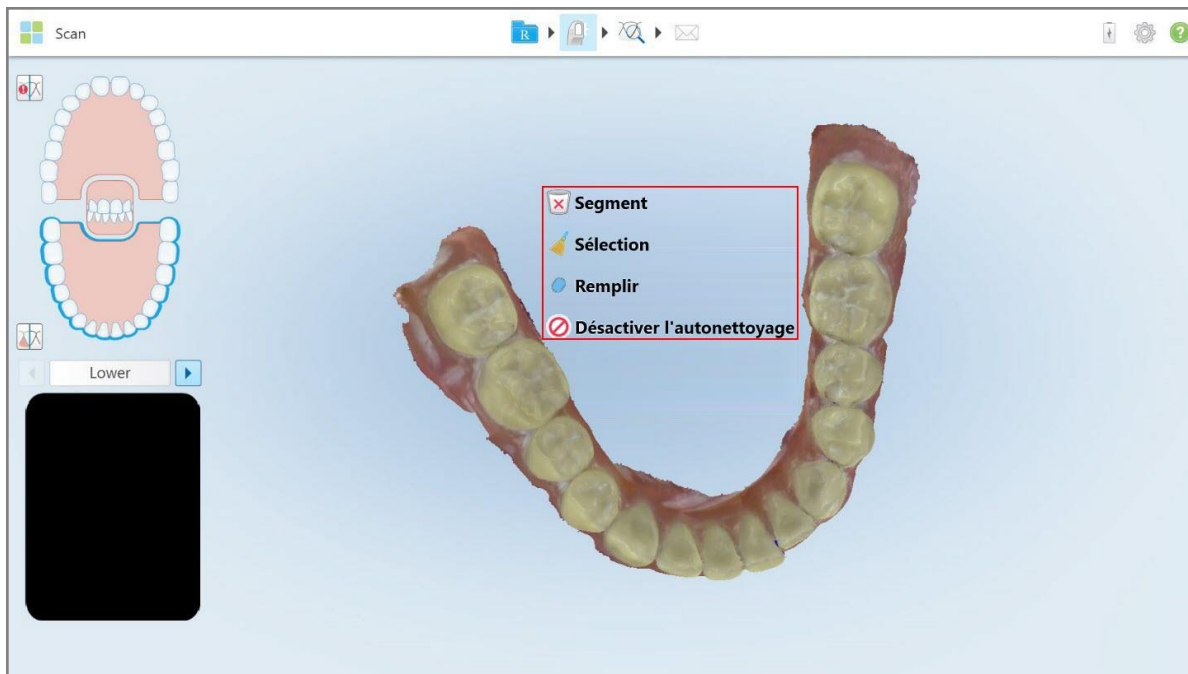 Scan
R
?
Segment
Sélection
Remplir
Désactiver l'autonettoyage
Lower